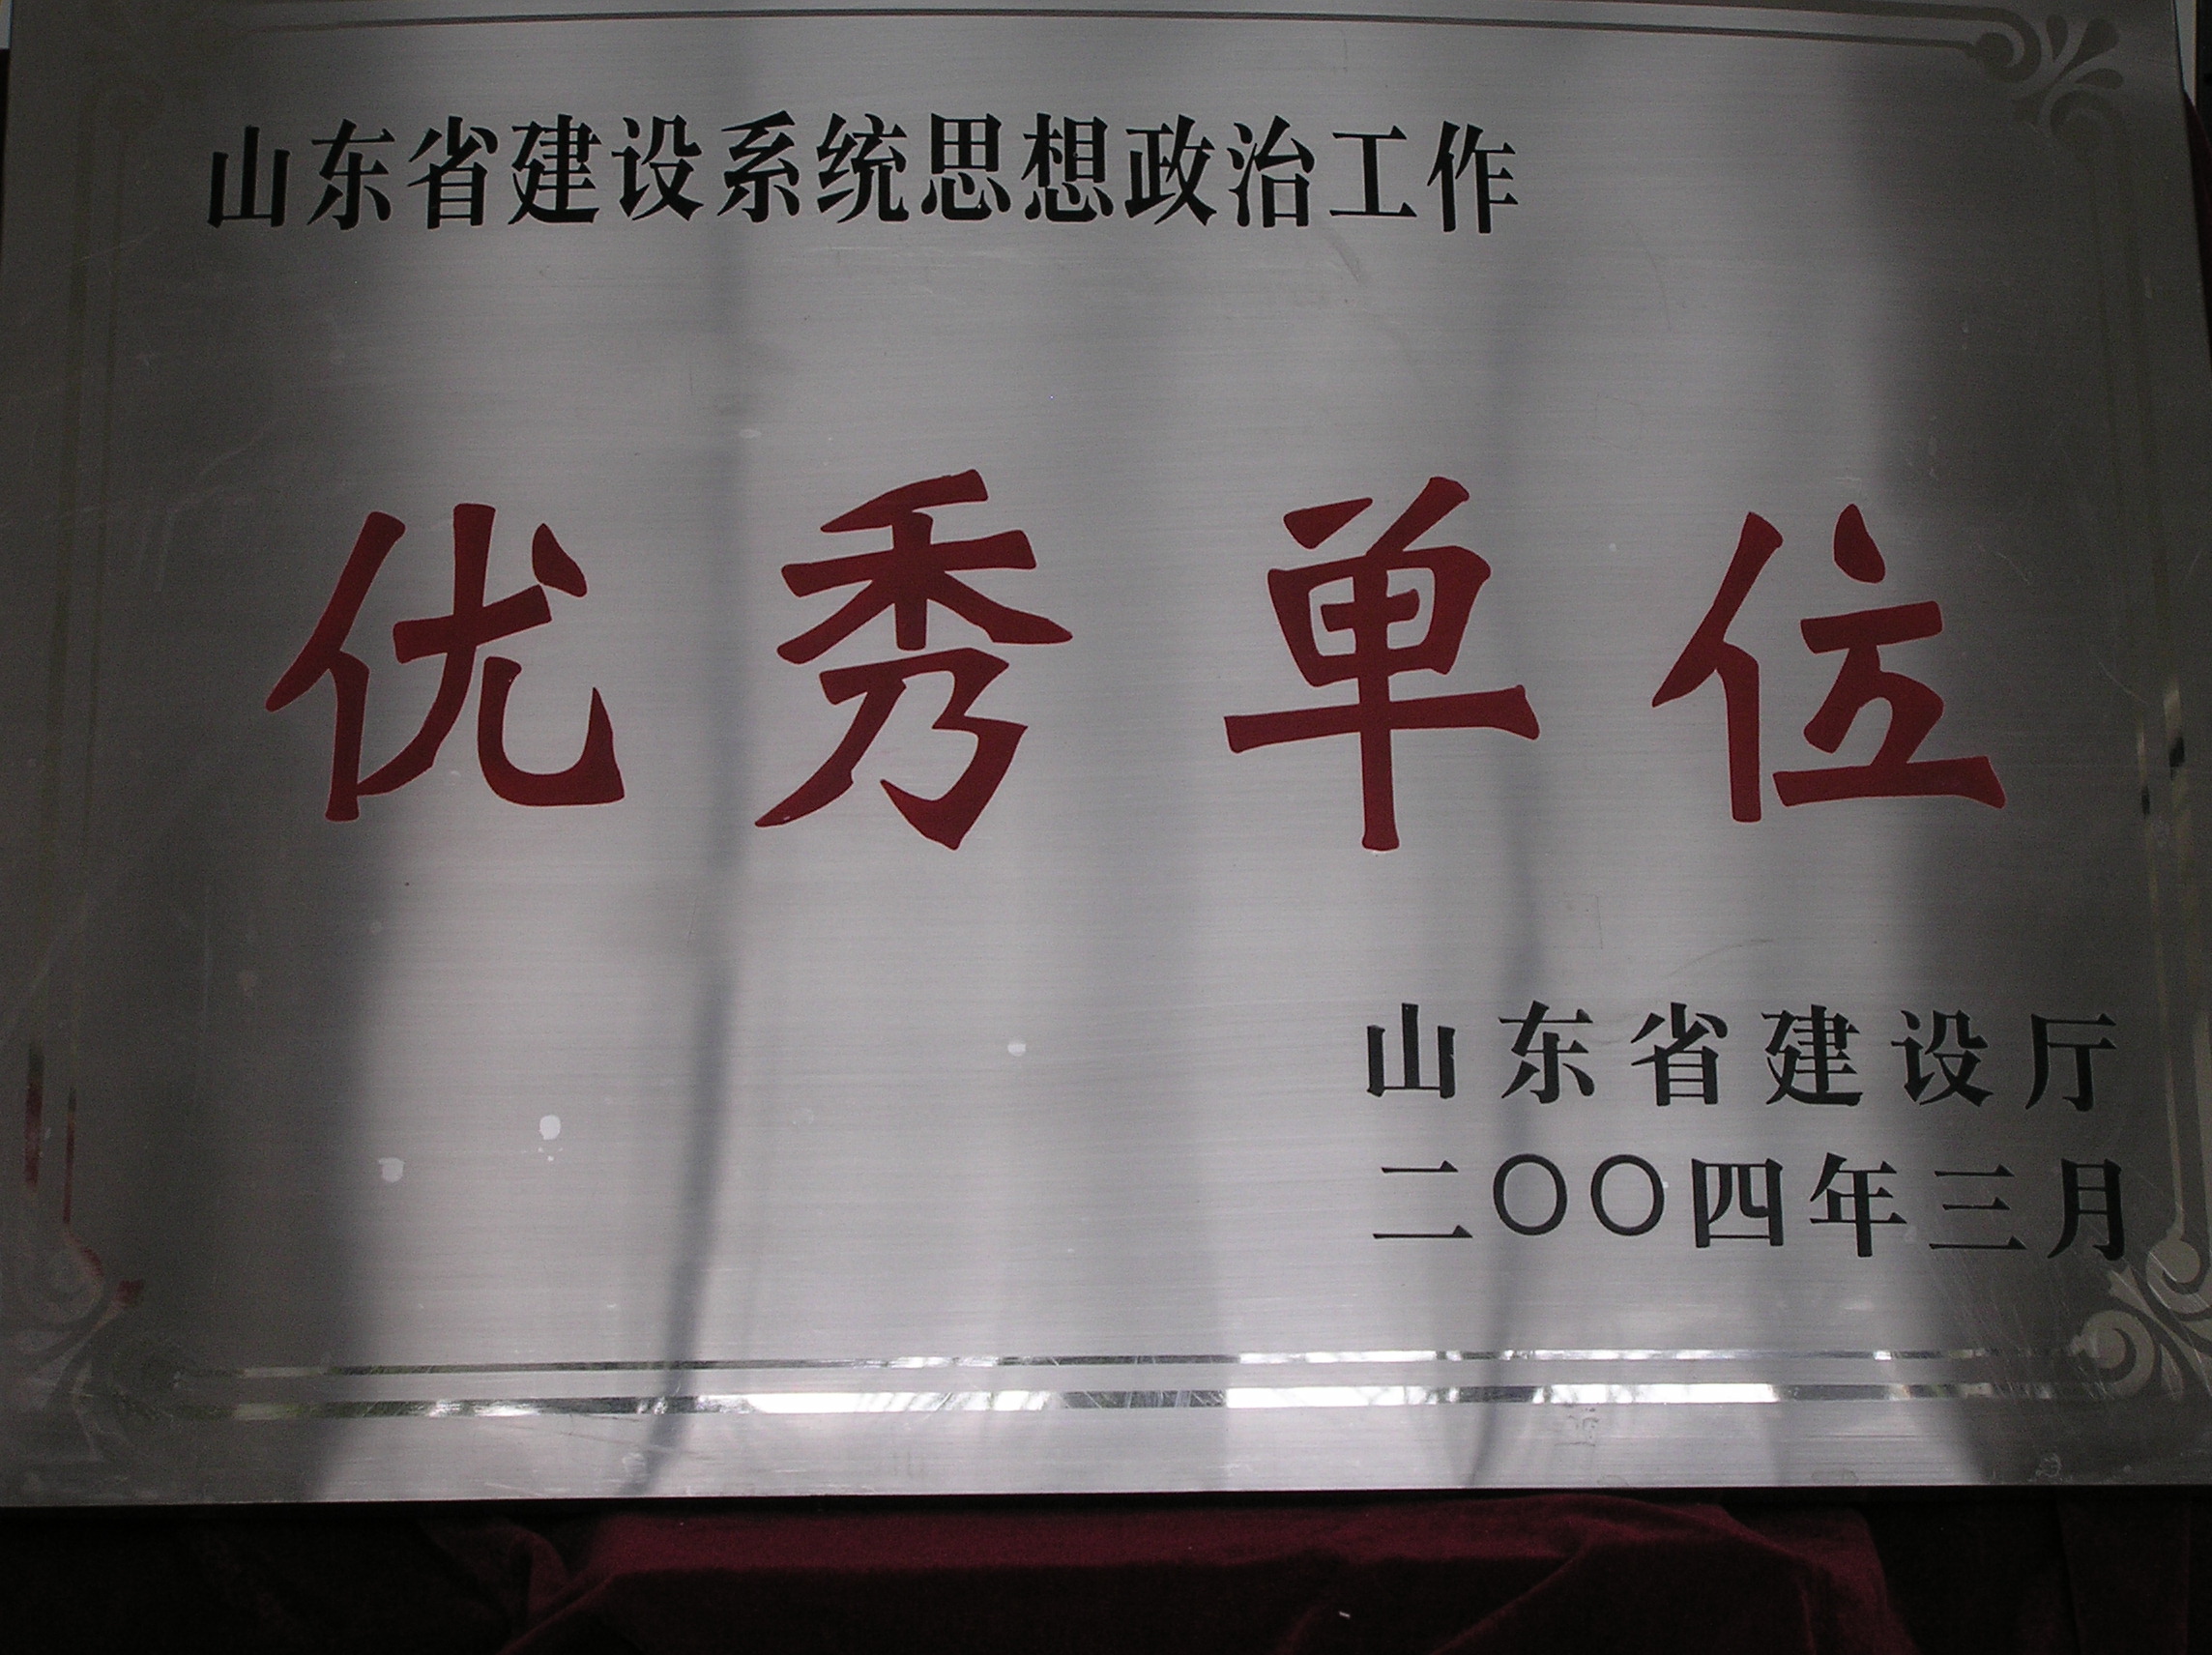 山东省建设系统思想政治工作
优秀单位
山东省建设厅
二〇〇四年三月